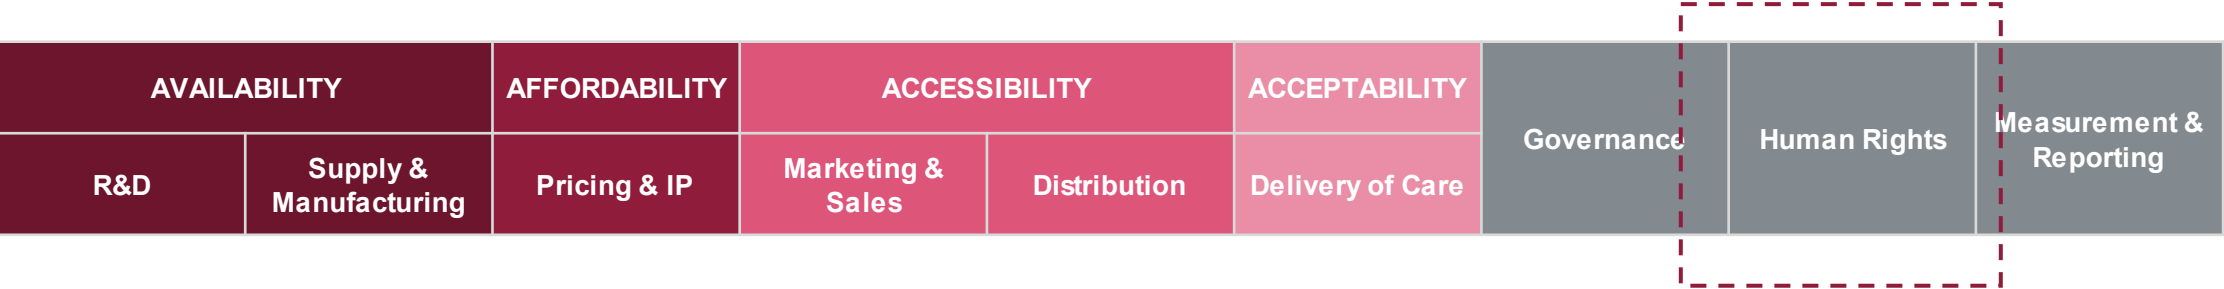 AVAILABILITY
AFFORDABILITY
ACCESSIBILITY
ACCEPTABILITY
Governance
Human Rights
Measurement &
Reporting
R&D
Supply &
Manufacturing
Pricing & IP
Marketing &
Sales
Distribution
Delivery of Care